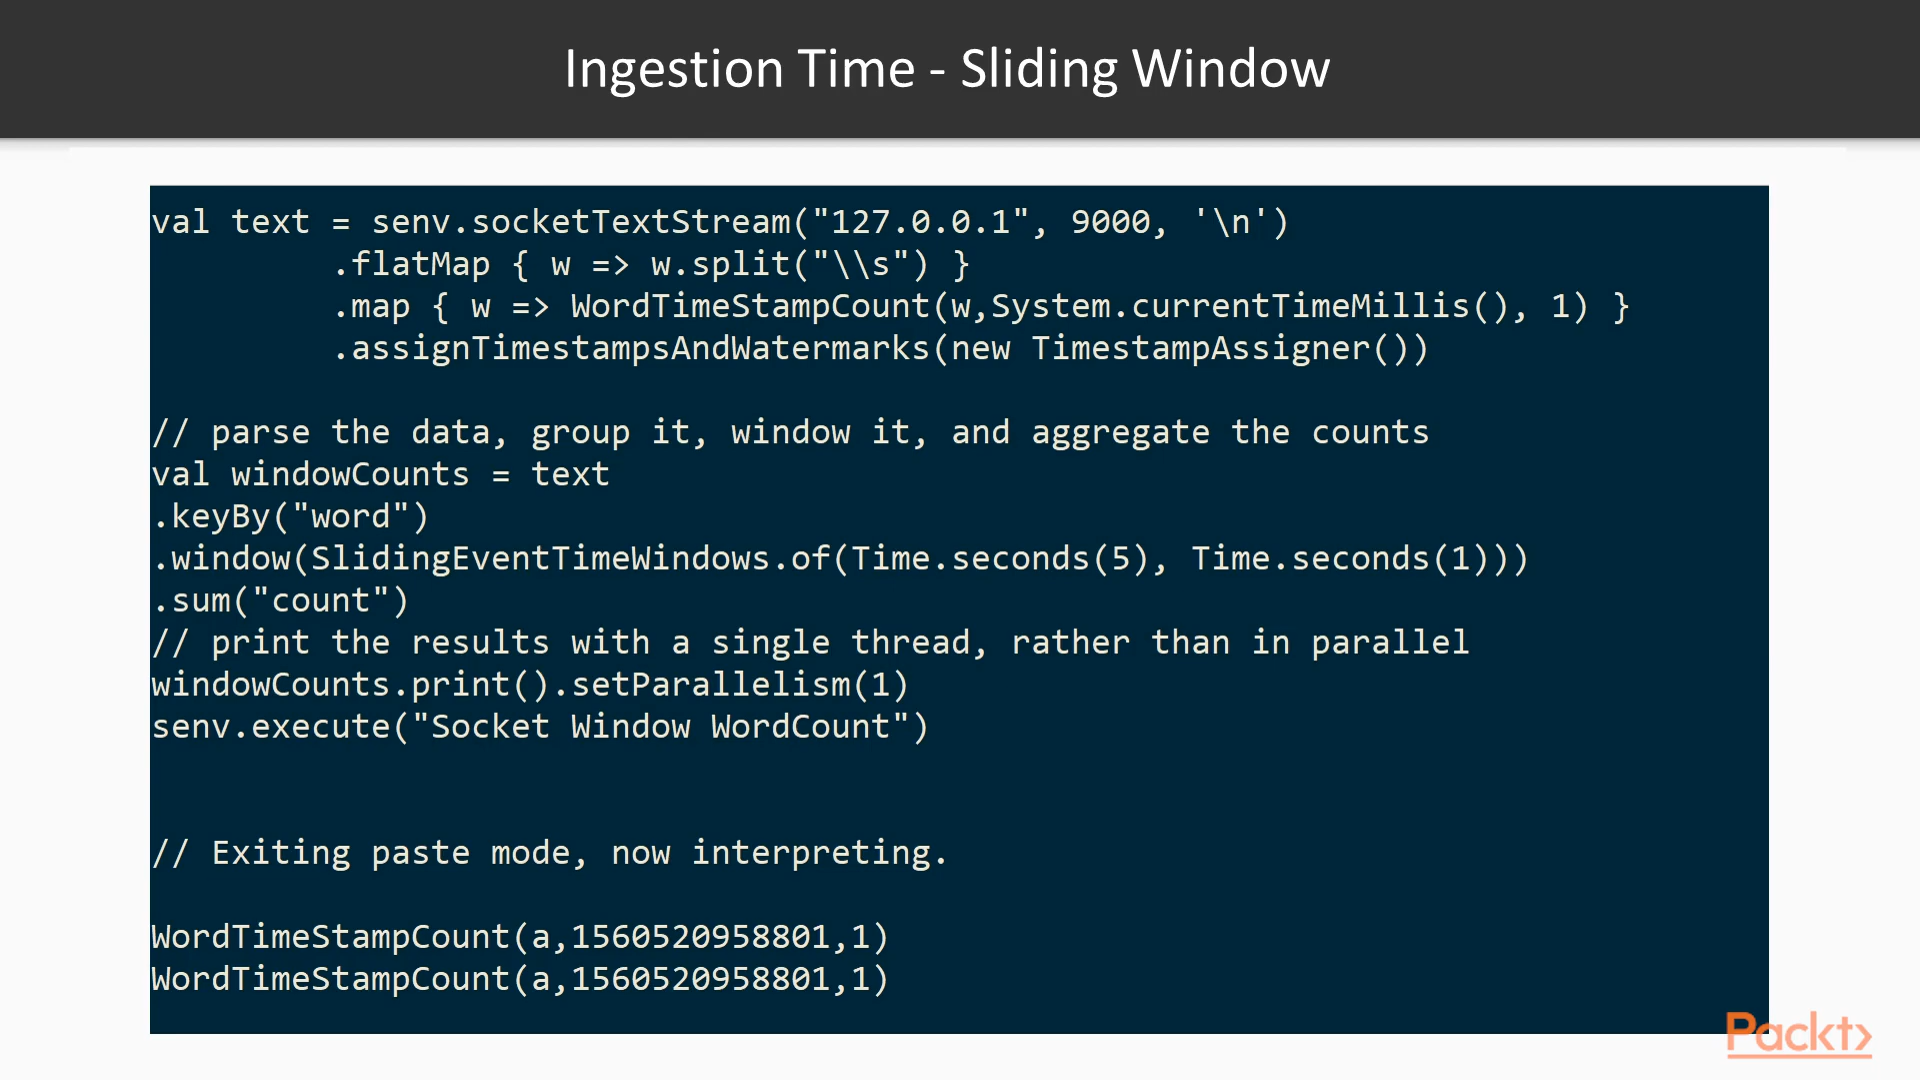 Ingestion Time - Sliding Window
val text = senv.socketTextStream("127.0.0.1", 9000, '\n')
.flatMap { w => w.split("\\s") }
.map { w => WordTimeStampCount(w,System.currentTimeMillis(), 1) }
.assignTimestampsAndWatermarks(new TimestampAssigner())
// parse the data, group it, window it, and aggregate the counts
val windowCounts = text
.keyBy("word")
.window(SlidingEventTimeWindows.of(Time.seconds(5), Time.seconds(1)))
.sum("count")
// print the results with a single thread, rather than in parallel
windowCounts.print().setParallelism(1)
senv.execute("Socket Window WordCount")
// Exiting paste mode, now interpreting.
WordTimeStampCount(a,1560520958801,1)
WordTimeStampCount(a,1560520958801,1)
Packt>